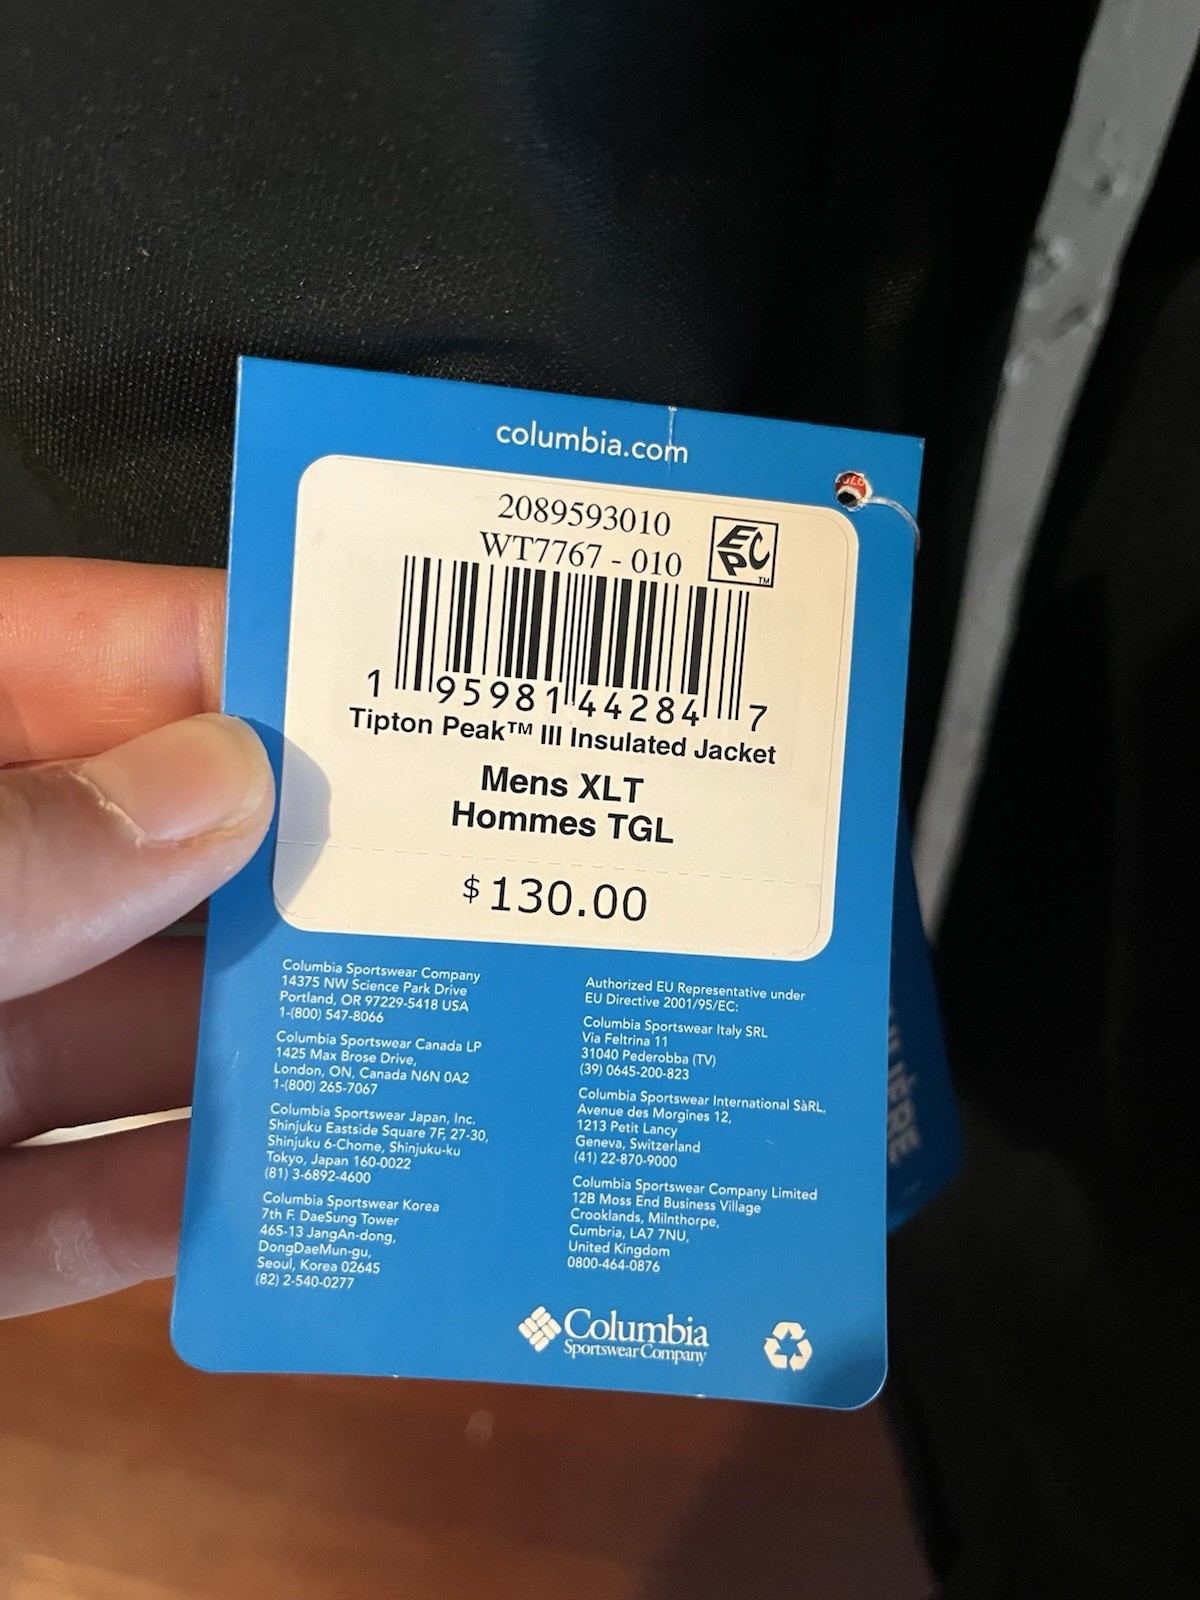 columbia.com
2089593010
WT7767 - 010
EPC
TM
1 95981 44284 7
Tipton Peak™ III Insulated Jacket
Mens XLT
Hommes TGL
$130.00
Columbia Sportswear Company
14375 NW Science Park Drive
Portland, OR 97229-5418 USA
1-(800) 547-8066
Columbia Sportswear Canada LP
1425 Max Brose Drive,
London, ON, Canada N6N 0A2
1-(800) 265-7067
Columbia Sportswear Japan, Inc.
Shinjuku Eastside Square 7F, 27-30,
Shinjuku 6-Chome, Shinjuku-ku
Tokyo, Japan 160-0022
(81) 3-6892-4600
Columbia Sportswear Korea
7th F. DaeSung Tower
465-13 JangAn-dong,
DongDaeMun-gu,
Seoul, Korea 02645
(82) 2-540-0277
Authorized EU Representative under
EU Directive 2001/95/EC:
Columbia Sportswear Italy SRL
Via Feltrina 11
31040 Pederobba (TV)
(39) 0645-200-823
Columbia Sportswear International SàRL,
Avenue des Morgines 12,
1213 Petit Lancy
Geneva, Switzerland
(41) 22-870-9000
Columbia Sportswear Company Limited
12B Moss End Business Village
Crooklands, Milnthorpe,
Cumbria, LA7 7NU,
United Kingdom
0800-464-0876
Columbia
Sportswear Company